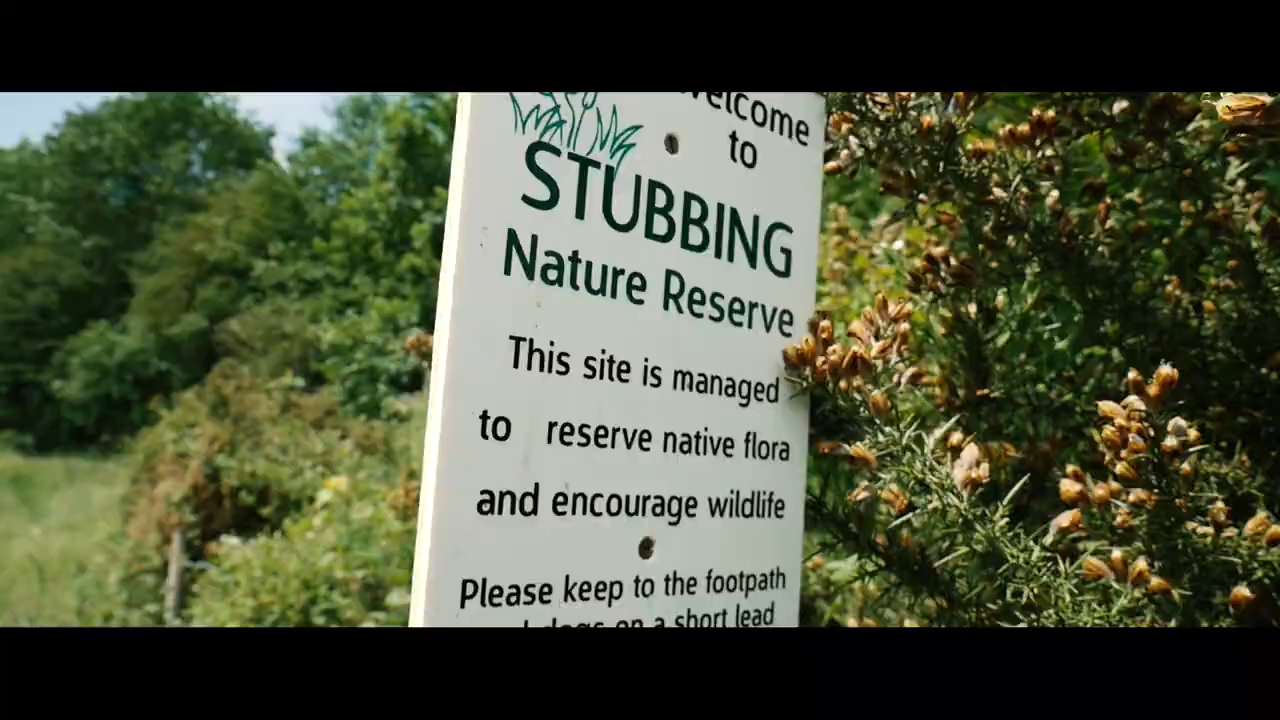 Welcome
to
STUBBING
Nature Reserve
This site is managed
to reserve native flora
and encourage wildlife
Please keep to the footpath
dogs on a short lead